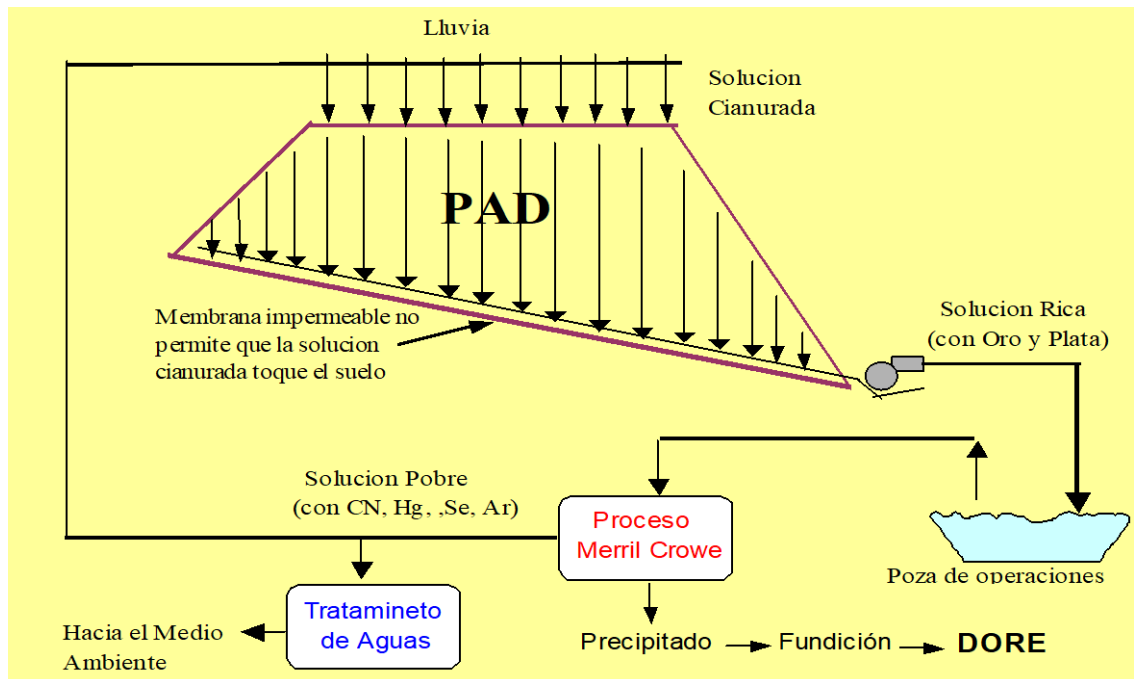 Lluvia
Solucion
Cianurada
PAD
Membrana impermeable no
permite que la solucion
cianurada toque el suelo
Solucion Rica
(con Oro y Plata)
Solucion Pobre
(con CN, Hg, ,Se, Ar)
Proceso
Merril Crowe
Poza de operaciones
Tratamineto
de Aguas
Hacia el Medio
Ambiente
Precipitado
Fundición
DORE